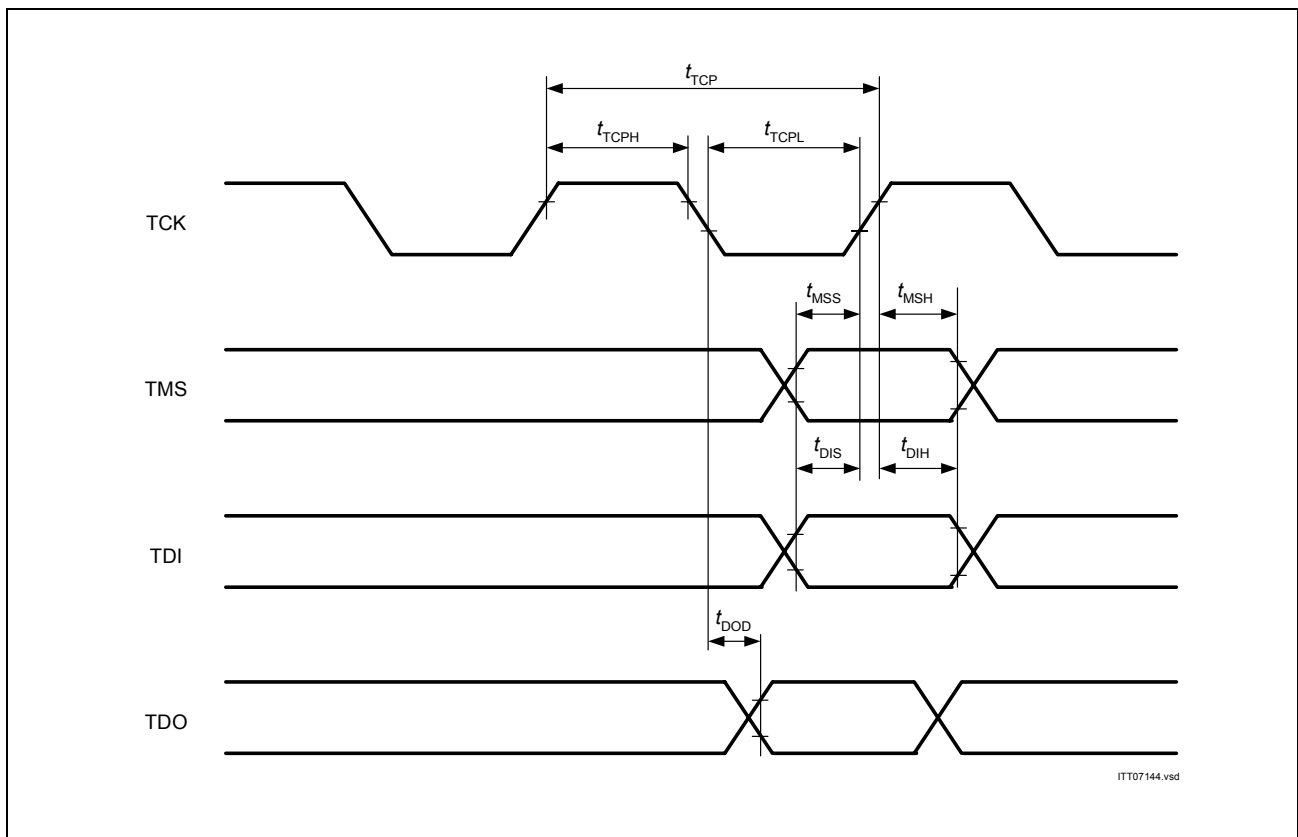 tTCP
tTCPH
tTCPL
TCK
tMSS
tMSH
TMS
tDIS
tDIH
TDI
tDOD
TDO
ITT07144.vsd